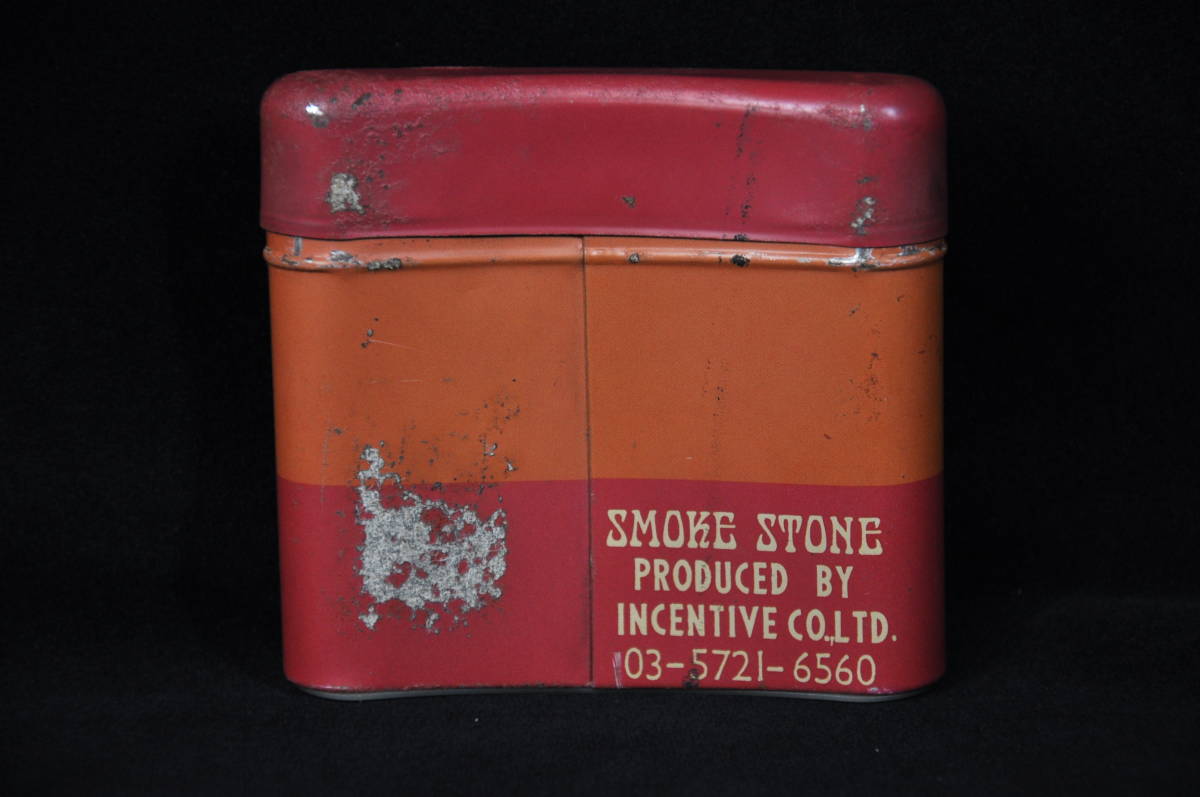 SMOKE STONE
PRODUCED BY
INCENTIVE CO.,LTD.
03-5721-6560